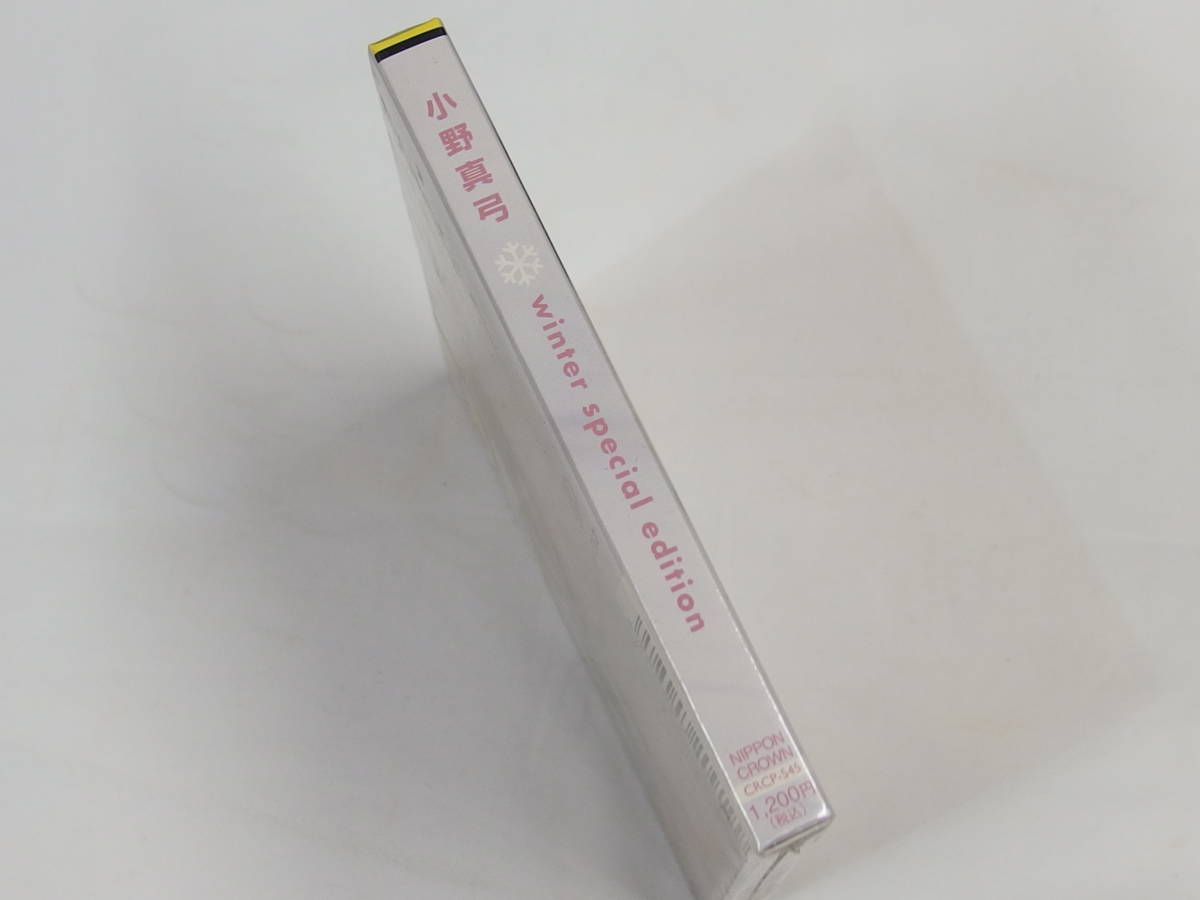 小野真弓
winter special edition
NIPPON
CROWN
CRCP-545
1,200円
(税込)